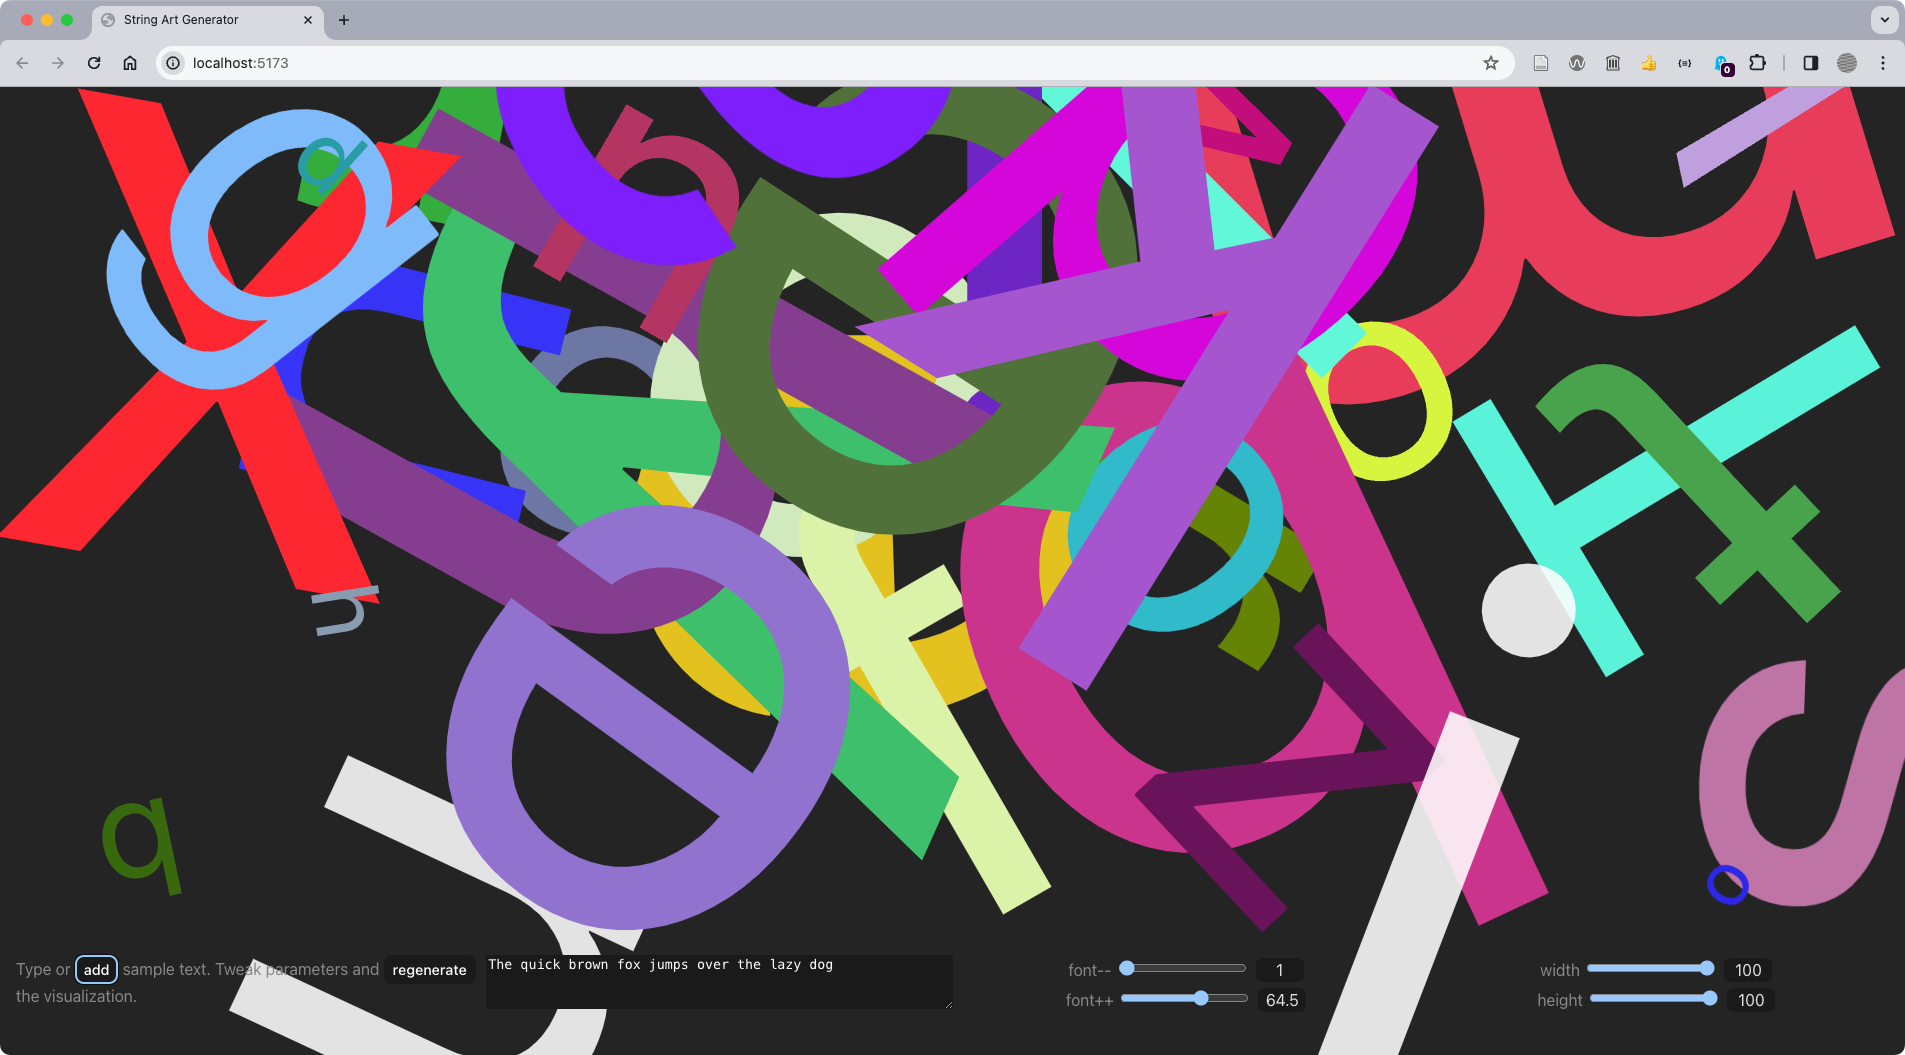 String Art Generator
localhost:5173
0
Type or add sample text. Tweak parameters and regenerate
the visualization.
The quick brown fox jumps over the lazy dog
font-- 1
font++ 64.5
width 100
height 100